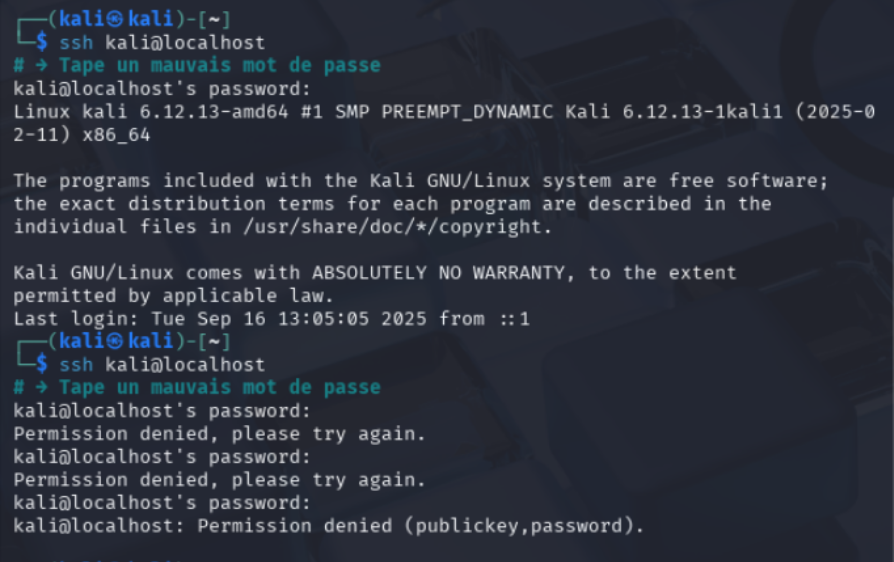 ┌──(kali㉿kali)-[~]
└─$ ssh kali@localhost
# → Tape un mauvais mot de passe
kali@localhost's password:
Linux kali 6.12.13-amd64 #1 SMP PREEMPT_DYNAMIC Kali 6.12.13-1kali1 (2025-0
2-11) x86_64

The programs included with the Kali GNU/Linux system are free software;
the exact distribution terms for each program are described in the
individual files in /usr/share/doc/*/copyright.

Kali GNU/Linux comes with ABSOLUTELY NO WARRANTY, to the extent
permitted by applicable law.
Last login: Tue Sep 16 13:05:05 2025 from ::1
┌──(kali㉿kali)-[~]
└─$ ssh kali@localhost
# → Tape un mauvais mot de passe
kali@localhost's password:
Permission denied, please try again.
kali@localhost's password:
Permission denied, please try again.
kali@localhost's password:
kali@localhost: Permission denied (publickey,password).